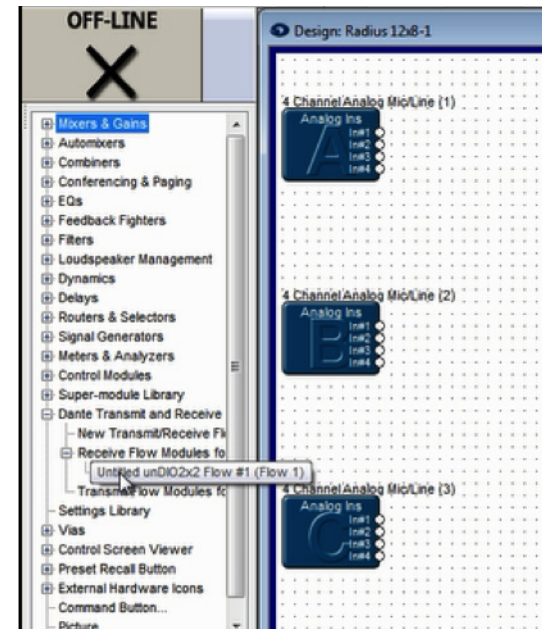 OFF-LINE
Design: Radius 12x8-1
Mixers & Gains
Automixers
Combiners
Conferencing & Paging
EQs
Feedback Fighters
Filters
Loudspeaker Management
Dynamics
Delays
Routers & Selectors
Signal Generators
Meters & Analyzers
Control Modules
Super-module Library
Dante Transmit and Receive
New Transmit/Receive Fl
Receive Flow Modules fo
Untitled unDIO2x2 Flow #1 (Flow 1)
Transmit Flow Modules fo
Settings Library
Vias
Control Screen Viewer
Preset Recall Button
External Hardware Icons
Command Button...
Picture
4 Channel Analog Mic/Line (1)
Analog Ins
A
In#1
In#2
In#3
In#4
4 Channel Analog Mic/Line (2)
Analog Ins
B
In#1
In#2
In#3
In#4
4 Channel Analog Mic/Line (3)
Analog Ins
C
In#1
In#2
In#3
In#4